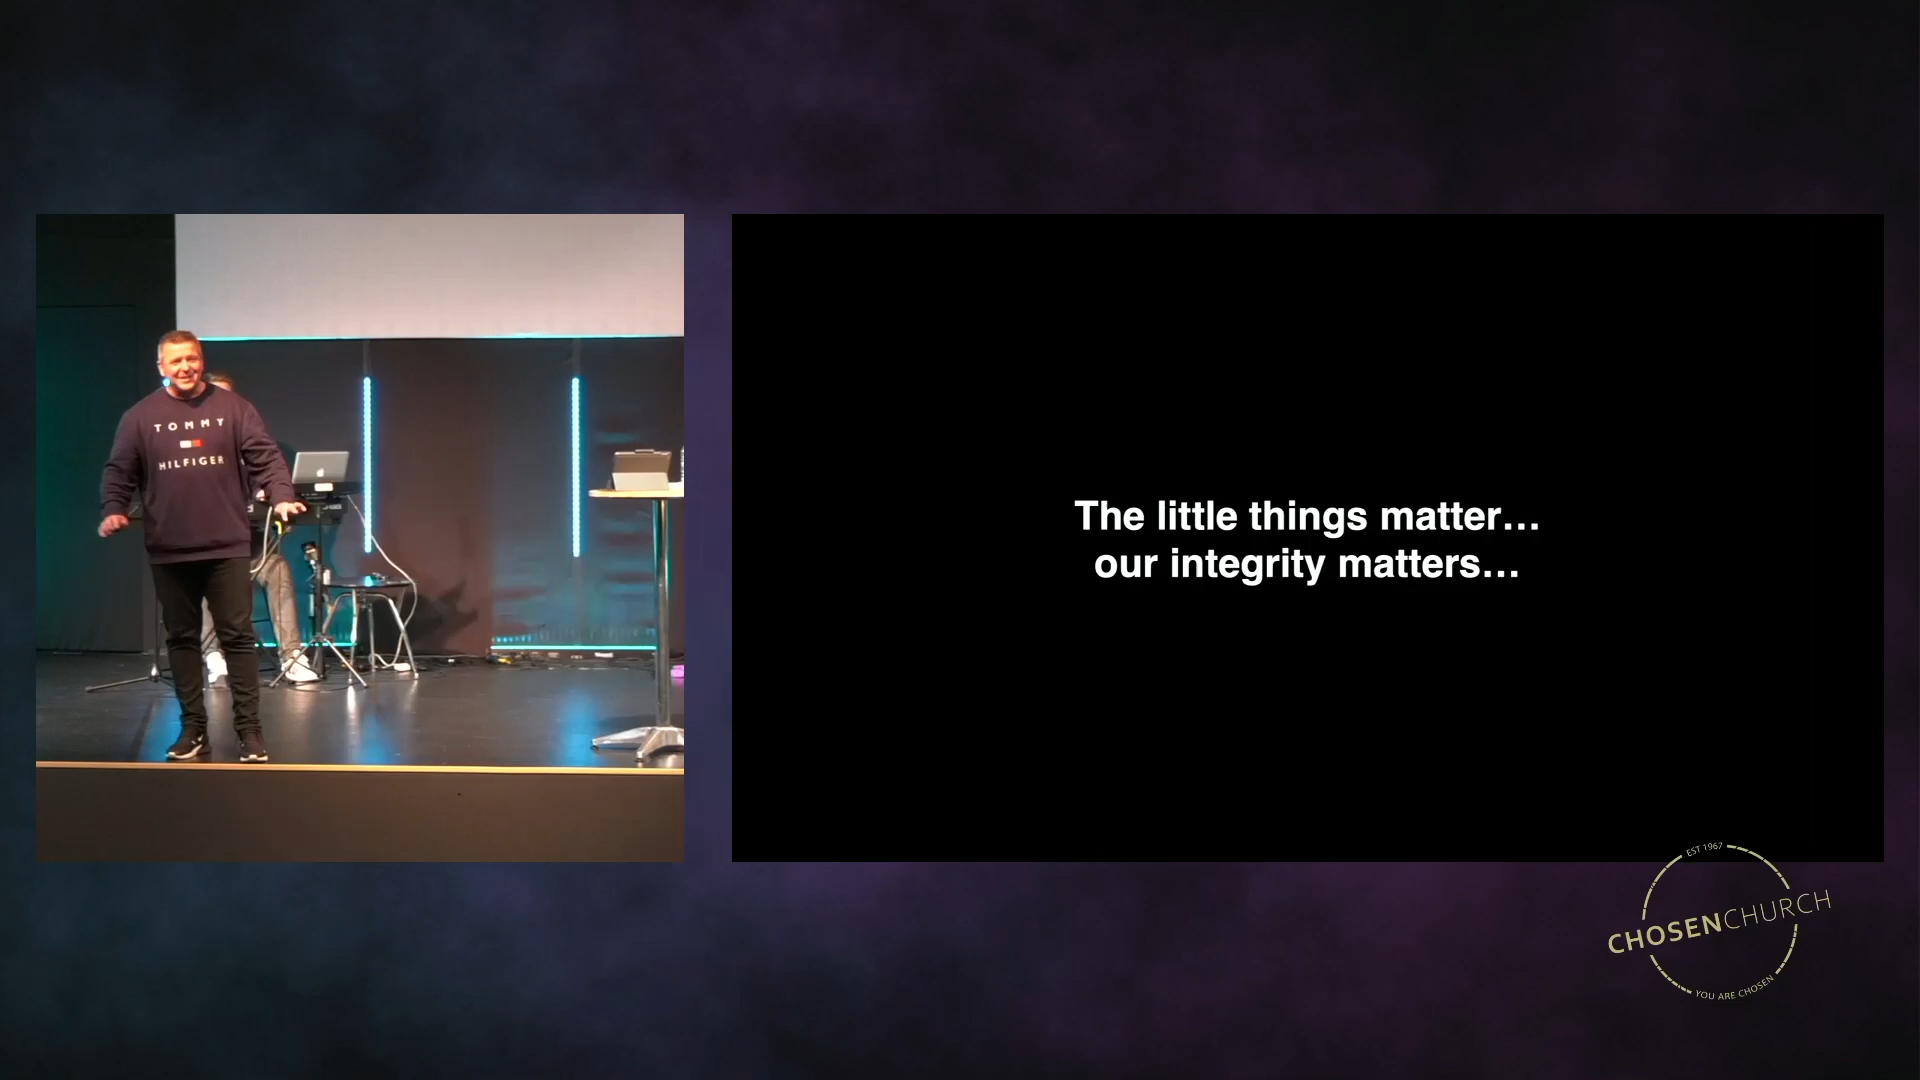 TOMMY
HILFIGER
The little things matter...
our integrity matters...
EST 1967
CHOSENCHURCH
YOU ARE CHOSEN